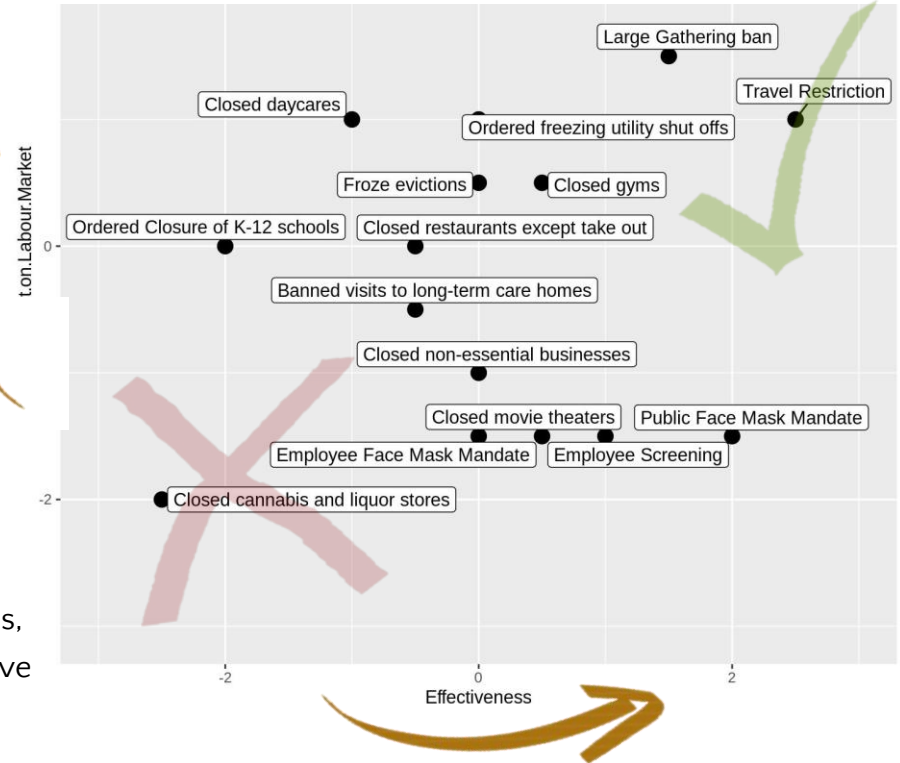 Large Gathering ban
Travel Restriction
Closed daycares
Ordered freezing utility shut offs
Froze evictions
Closed gyms
Ordered Closure of K-12 schools
Closed restaurants except take out
t.on.Labour.Market
0
Banned visits to long-term care homes
Closed non-essential businesses
Closed movie theaters
Public Face Mask Mandate
Employee Face Mask Mandate
Employee Screening
-2
Closed cannabis and liquor stores
s,
ve
-2
0
2
Effectiveness